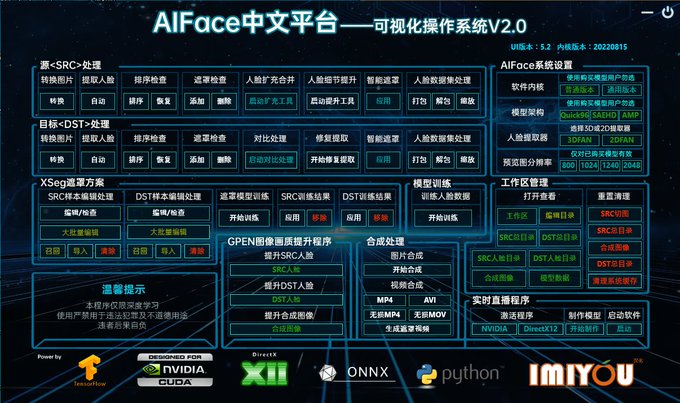 AIFace中文平台——可视化操作系统V2.0
UI版本：5.2 内核版本：20220815
源<SRC>处理
转换图片 提取人脸 排序检查 遮罩检查 人脸扩充合并 人脸细节提升 智能遮罩 人脸数据集处理
转换 自动 排序 恢复 添加 删除 启动扩充工具 启动提升工具 应用 打包 解包 缩放
目标<DST>处理
转换图片 提取人脸 排序检查 遮罩检查 对比处理 修复提取 智能遮罩 人脸数据集处理
转换 自动 排序 恢复 添加 删除 启动对比处理 开始修复提取 应用 打包 解包 缩放
XSeg遮罩方案
SRC样本编辑处理 DST样本编辑处理 遮罩模型训练 SRC训练结果 DST训练结果
编辑/检查 编辑/检查 开始训练 应用 移除 应用 移除
大批量编辑 大批量编辑
召回 导入 清除 召回 导入 清除
模型训练
训练人脸数据
开始训练
GPEN图像画质提升程序
提升SRC人脸
SRC人脸
提升DST人脸
DST人脸
提升合成图像
合成图像
合成处理
图片合成
开始合成
视频合成
MP4 AVI
无损MP4 无损MOV
生成遮罩视频
温馨提示
本程序仅限深度学习
使用严禁用于违法犯罪及不道德用途
违者后果自负
AIFace系统设置
使用购买模型用户勿选
软件内核 普通版本 通用版本
使用购买模型用户勿选
模型架构 Quick96 SAEHD AMP
选择3D或2D提取器
人脸提取器 3DFAN 2DFAN
仅对已购买模型有效
预览图分辨率 800 1024 1240 2048
工作区管理
打开查看 重置清理
工作区 编辑目录 SRC切图
SRC总目录 DST总目录 SRC总目录
SRC人脸目录 DST人脸目录 合成图像
合成图像 模型数据 DST总目录
清理系统缓存
实时直播程序
激活程序 制作模型 启动软件
NVIDIA DirectX12 开始制作 启动
Power by
TensorFlow
DESIGNED FOR
NVIDIA
CUDA
DirectX
XII
ONNX
python
IMIYOU